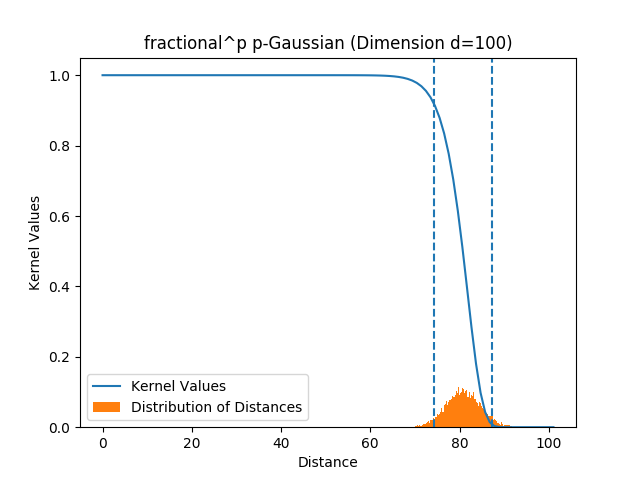 fractional^p p-Gaussian (Dimension d=100)
Kernel Values
1.0
0.8
0.6
0.4
0.2
0.0
Kernel Values
Distribution of Distances
0 20 40 60 80 100
Distance